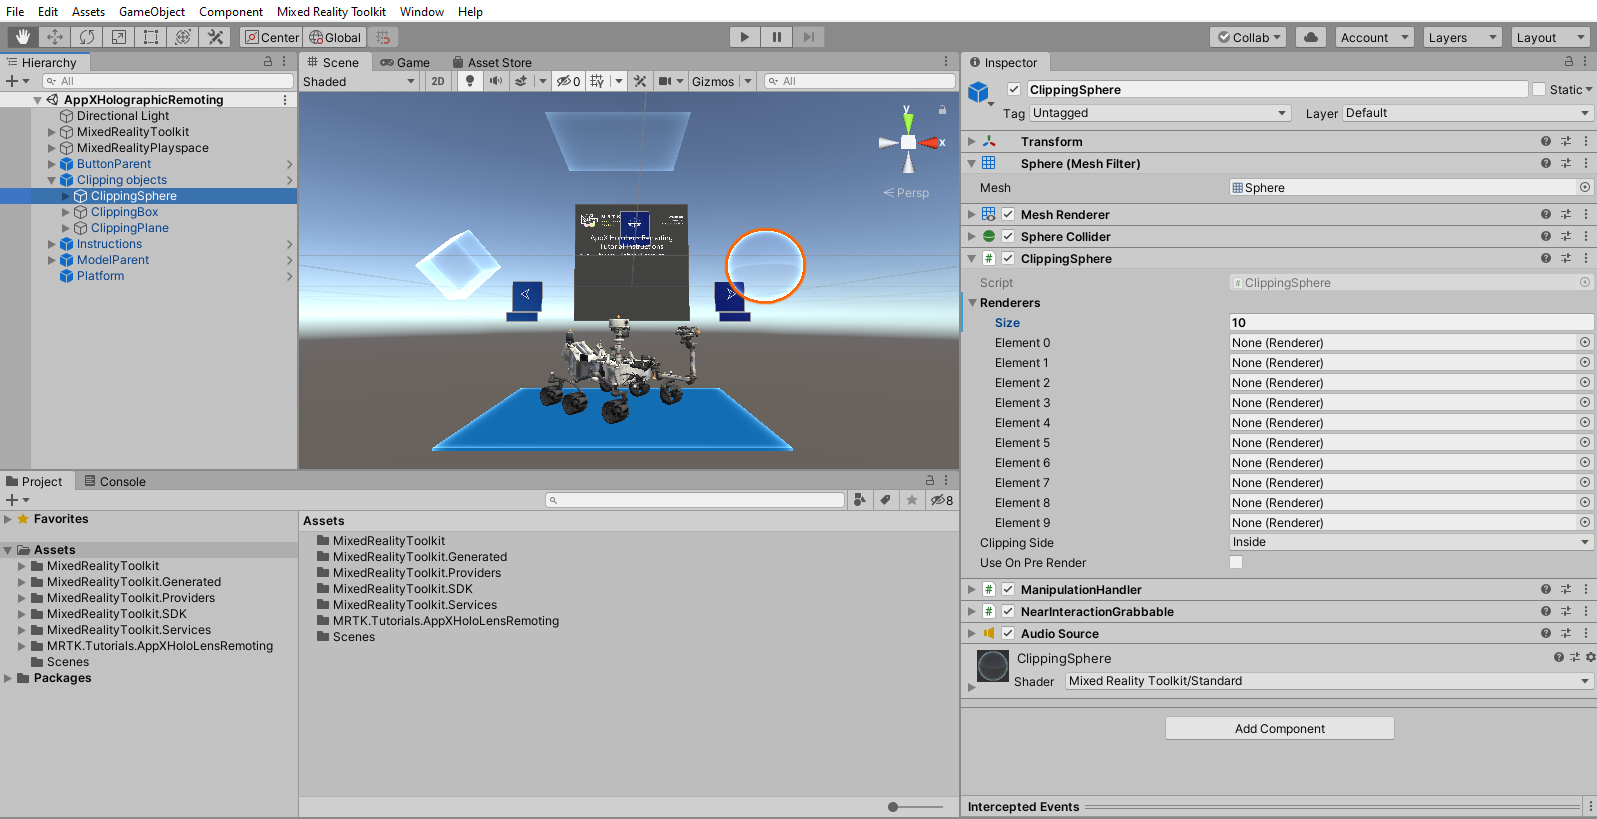 File Edit Assets GameObject Component Mixed Reality Toolkit Window Help
Center Global Collab Account Layers Layout
Hierarchy
All
AppXHolographicRemoting
Directional Light
MixedRealityToolkit
MixedRealityPlayspace
ButtonParent
Clipping objects
ClippingSphere
ClippingBox
ClippingPlane
Instructions
ModelParent
Platform
Scene Game Asset Store
Shaded 2D 0 Gizmos All
y
x
Persp
Tutorial Instructions
Inspector
ClippingSphere Static
Tag Untagged Layer Default
Transform
Sphere (Mesh Filter)
Mesh Sphere
Mesh Renderer
Sphere Collider
ClippingSphere
Script ClippingSphere
Renderers
Size 10
Element 0 None (Renderer)
Element 1 None (Renderer)
Element 2 None (Renderer)
Element 3 None (Renderer)
Element 4 None (Renderer)
Element 5 None (Renderer)
Element 6 None (Renderer)
Element 7 None (Renderer)
Element 8 None (Renderer)
Element 9 None (Renderer)
Clipping Side Inside
Use On Pre Render
ManipulationHandler
NearInteractionGrabbable
Audio Source
ClippingSphere
Shader Mixed Reality Toolkit/Standard
Add Component
Intercepted Events
Project Console
8
Favorites
Assets
MixedRealityToolkit
MixedRealityToolkit.Generated
MixedRealityToolkit.Providers
MixedRealityToolkit.SDK
MixedRealityToolkit.Services
MRTK.Tutorials.AppXHoloLensRemoting
Scenes
Packages
Assets
MixedRealityToolkit
MixedRealityToolkit.Generated
MixedRealityToolkit.Providers
MixedRealityToolkit.SDK
MixedRealityToolkit.Services
MRTK.Tutorials.AppXHoloLensRemoting
Scenes